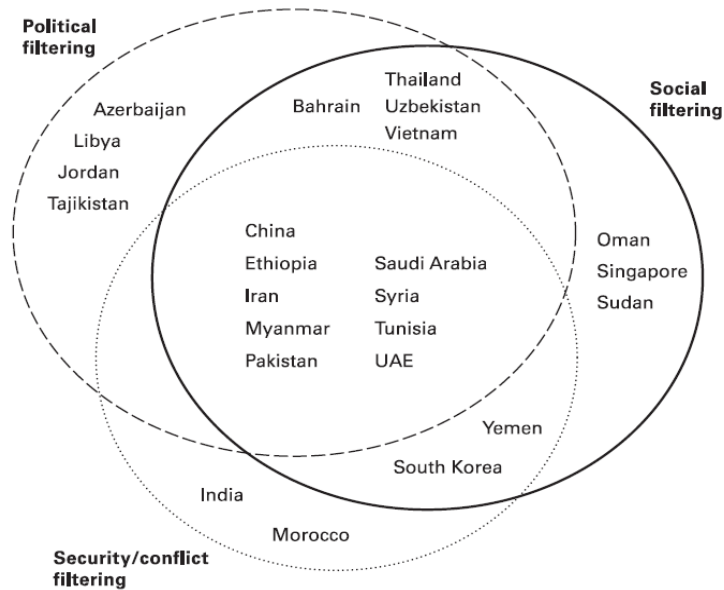 Political
filtering
Social
filtering
Azerbaijan
Libya
Jordan
Tajikistan
Bahrain
Thailand
Uzbekistan
Vietnam
China
Ethiopia
Iran
Myanmar
Pakistan
Saudi Arabia
Syria
Tunisia
UAE
Oman
Singapore
Sudan
Yemen
South Korea
India
Morocco
Security/conflict
filtering